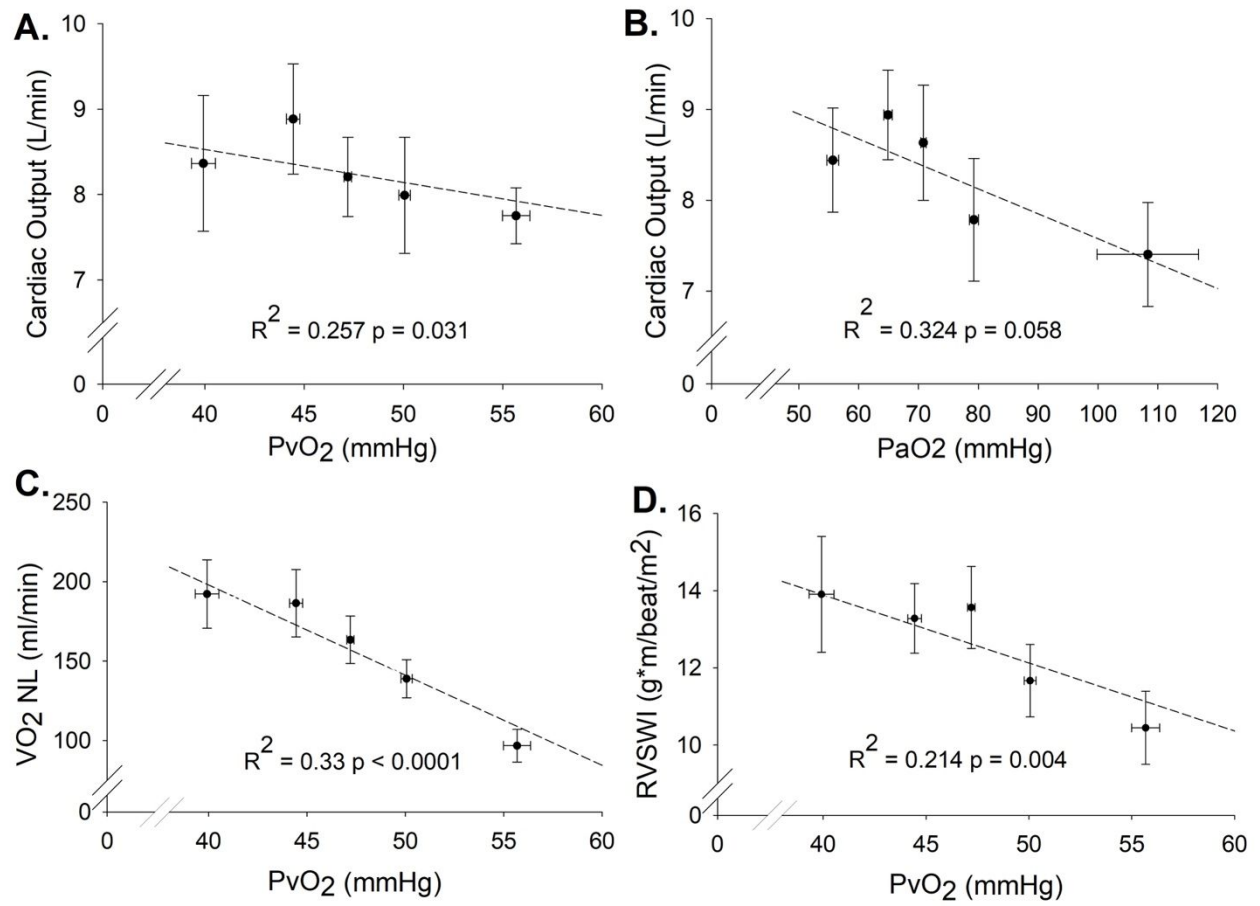 A.
Cardiac Output (L/min)
10
9
8
7
0
R2 = 0.257 p = 0.031
0 40 45 50 55 60
PvO2 (mmHg)
B.
Cardiac Output (L/min)
10
9
8
7
0
R2 = 0.324 p = 0.058
0 50 60 70 80 90 100 110 120
PaO2 (mmHg)
C.
VO2 NL (ml/min)
250
200
150
100
0
R2 = 0.33 p < 0.0001
0 40 45 50 55 60
PvO2 (mmHg)
D.
RVSWI (g*m/beat/m2)
16
14
12
10
0
R2 = 0.214 p = 0.004
0 40 45 50 55 60
PvO2 (mmHg)